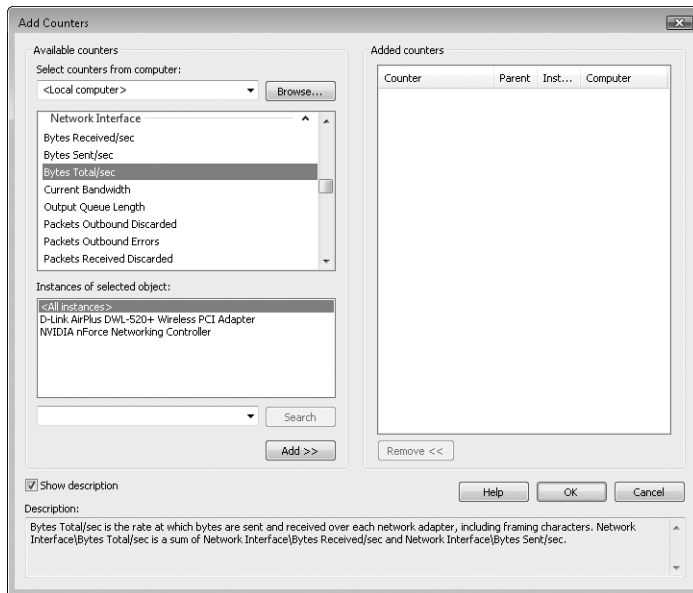 Add Counters
Available counters
Select counters from computer:
<Local computer>
Browse...
Network Interface
Bytes Received/sec
Bytes Sent/sec
Bytes Total/sec
Current Bandwidth
Output Queue Length
Packets Outbound Discarded
Packets Outbound Errors
Packets Received Discarded
Instances of selected object:
<All instances>
D-Link AirPlus DWL-520+ Wireless PCI Adapter
NVIDIA nForce Networking Controller
Search
Add >>
Added counters
Counter Parent Inst... Computer
Remove <<
Show description
Help OK Cancel
Description:
Bytes Total/sec is the rate at which bytes are sent and received over each network adapter, including framing characters. Network
Interface\Bytes Total/sec is a sum of Network Interface\Bytes Received/sec and Network Interface\Bytes Sent/sec.